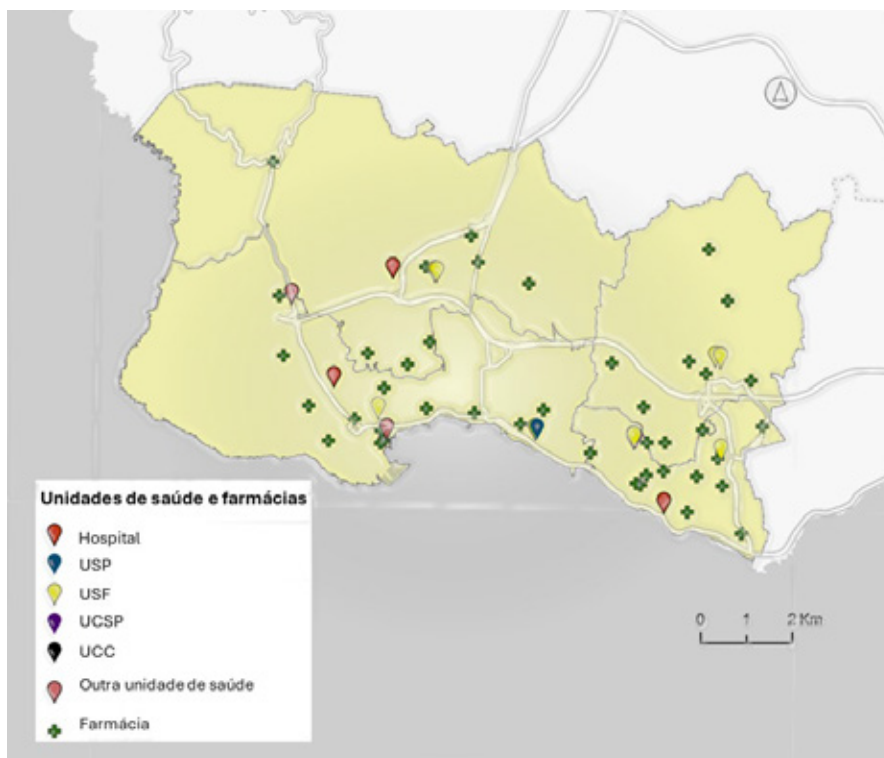 Unidades de saúde e farmácias
Hospital
USP
USF
UCSP
UCC
Outra unidade de saúde
Farmácia
0 1 2 Km